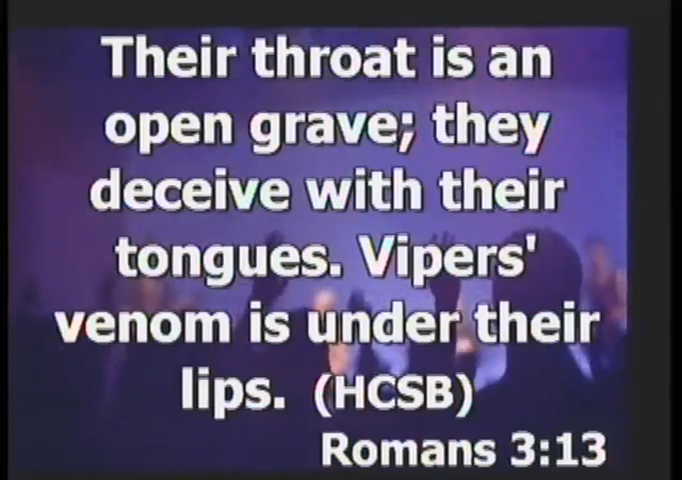 Their throat is an
open grave; they
deceive with their
tongues. Vipers'
venom is under their
lips. (HCSB)
Romans 3:13